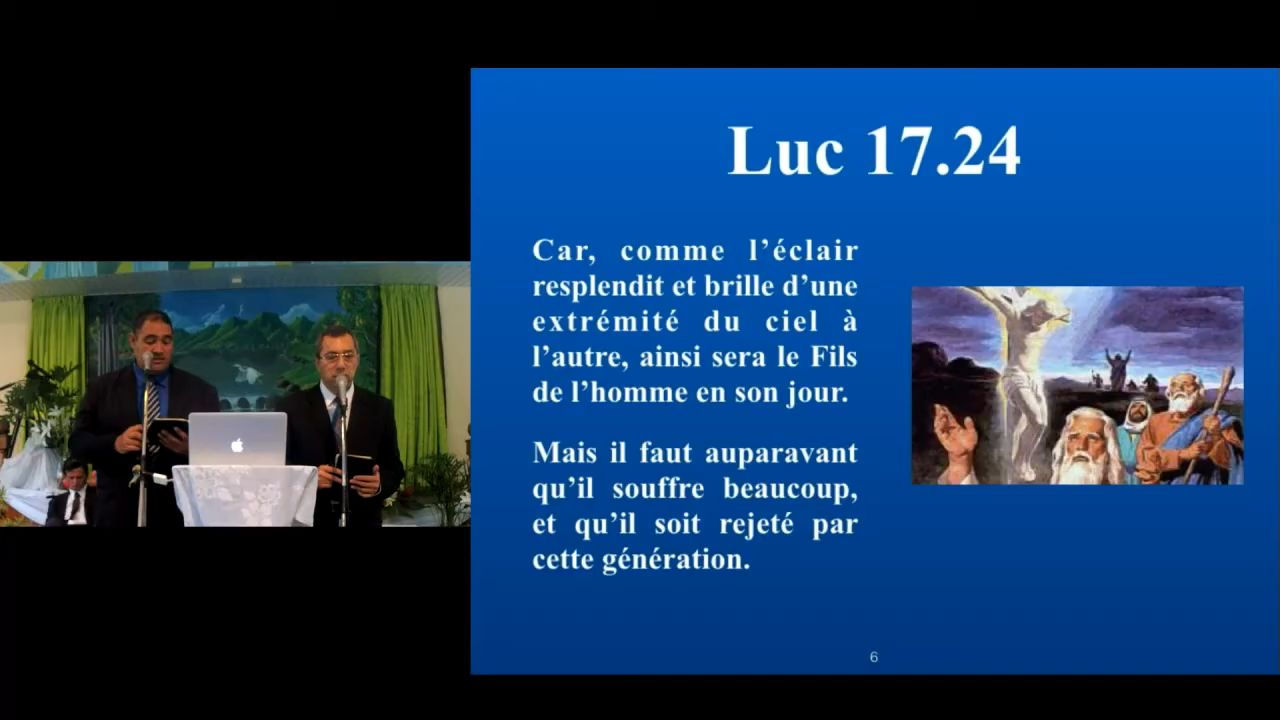 Luc 17.24
Car, comme l’éclair
resplendit et brille d’une
extrémité du ciel à
l’autre, ainsi sera le Fils
de l’homme en son jour.
Mais il faut auparavant
qu’il souffre beaucoup,
et qu’il soit rejeté par
cette génération.
6